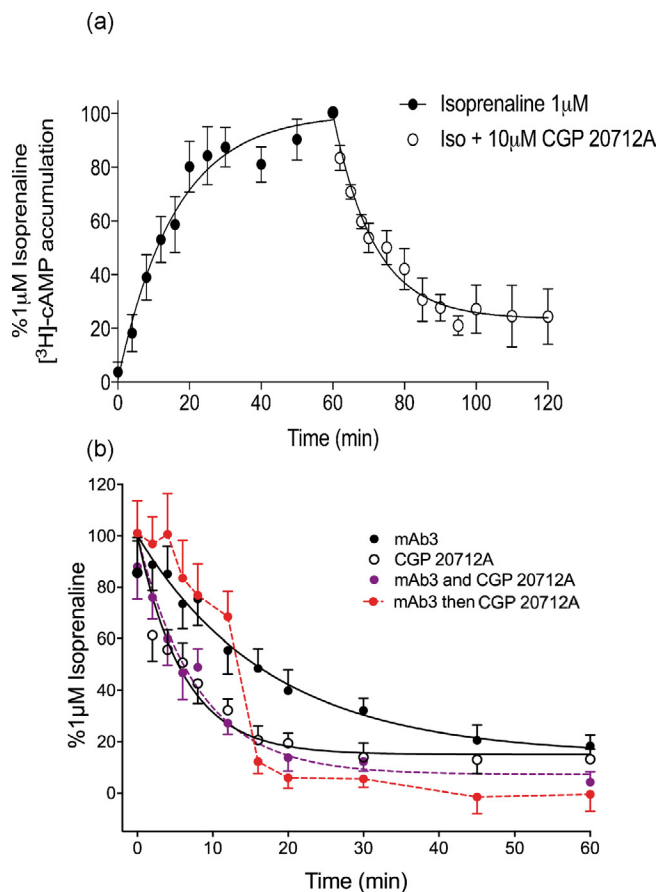 (a)
%1μM Isoprenaline
[³H]-cAMP accumulation
100
80
60
40
20
0
Isoprenaline 1μM
Iso + 10μM CGP 20712A
0 20 40 60 80 100 120
Time (min)
(b)
%1μM Isoprenaline
120
100
80
60
40
20
0
mAb3
CGP 20712A
mAb3 and CGP 20712A
mAb3 then CGP 20712A
0 10 20 30 40 50 60
Time (min)